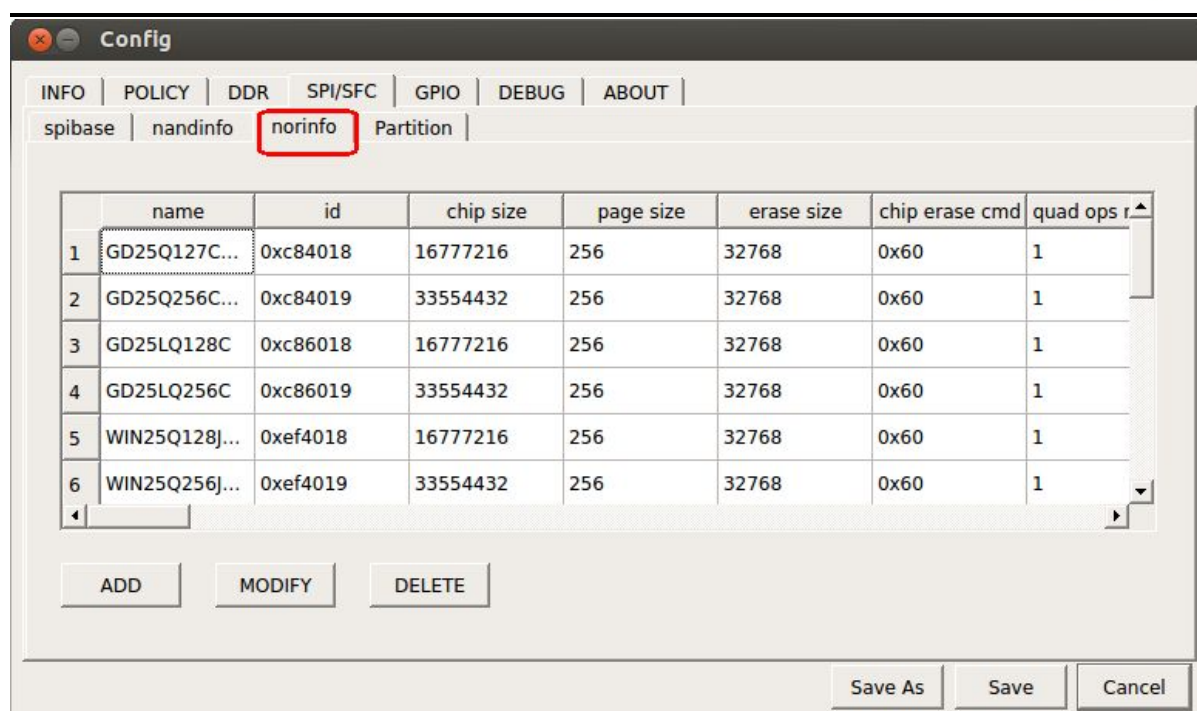 Config
INFO POLICY DDR SPI/SFC GPIO DEBUG ABOUT
spibase nandinfo norinfo Partition
name id chip size page size erase size chip erase cmd quad ops
1 GD25Q127C... 0xc84018 16777216 256 32768 0x60 1
2 GD25Q256C... 0xc84019 33554432 256 32768 0x60 1
3 GD25LQ128C 0xc86018 16777216 256 32768 0x60 1
4 GD25LQ256C 0xc86019 33554432 256 32768 0x60 1
5 WIN25Q128J... 0xef4018 16777216 256 32768 0x60 1
6 WIN25Q256J... 0xef4019 33554432 256 32768 0x60 1
ADD MODIFY DELETE
Save As Save Cancel